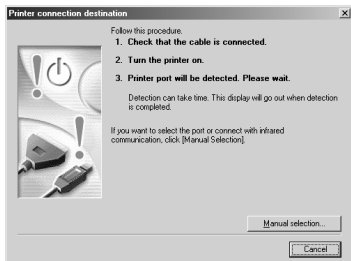 Printer connection destination
Follow this procedure.
1. Check that the cable is connected.
2. Turn the printer on.
3. Printer port will be detected. Please wait.
Detection can take time. This display will go out when detection
is completed.
If you want to select the port or connect with infrared
communication, click [Manual Selection].
Manual selection...
Cancel